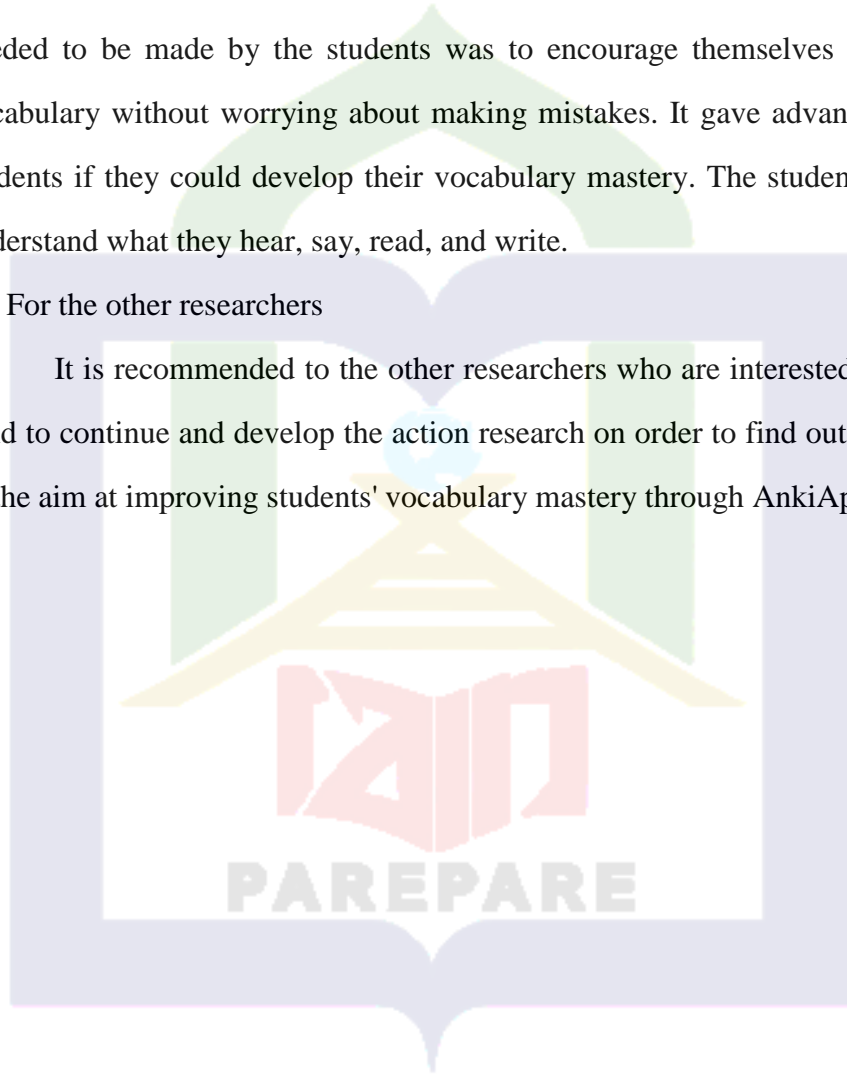 eded to be made by the students was to encourage themselves
cabulary without worrying about making mistakes. It gave advan
dents if they could develop their vocabulary mastery. The studen
derstand what they hear, say, read, and write.
For the other researchers
It is recommended to the other researchers who are interested
d to continue and develop the action research on order to find out
he aim at improving students' vocabulary mastery through AnkiAp
iain
PAREPARE